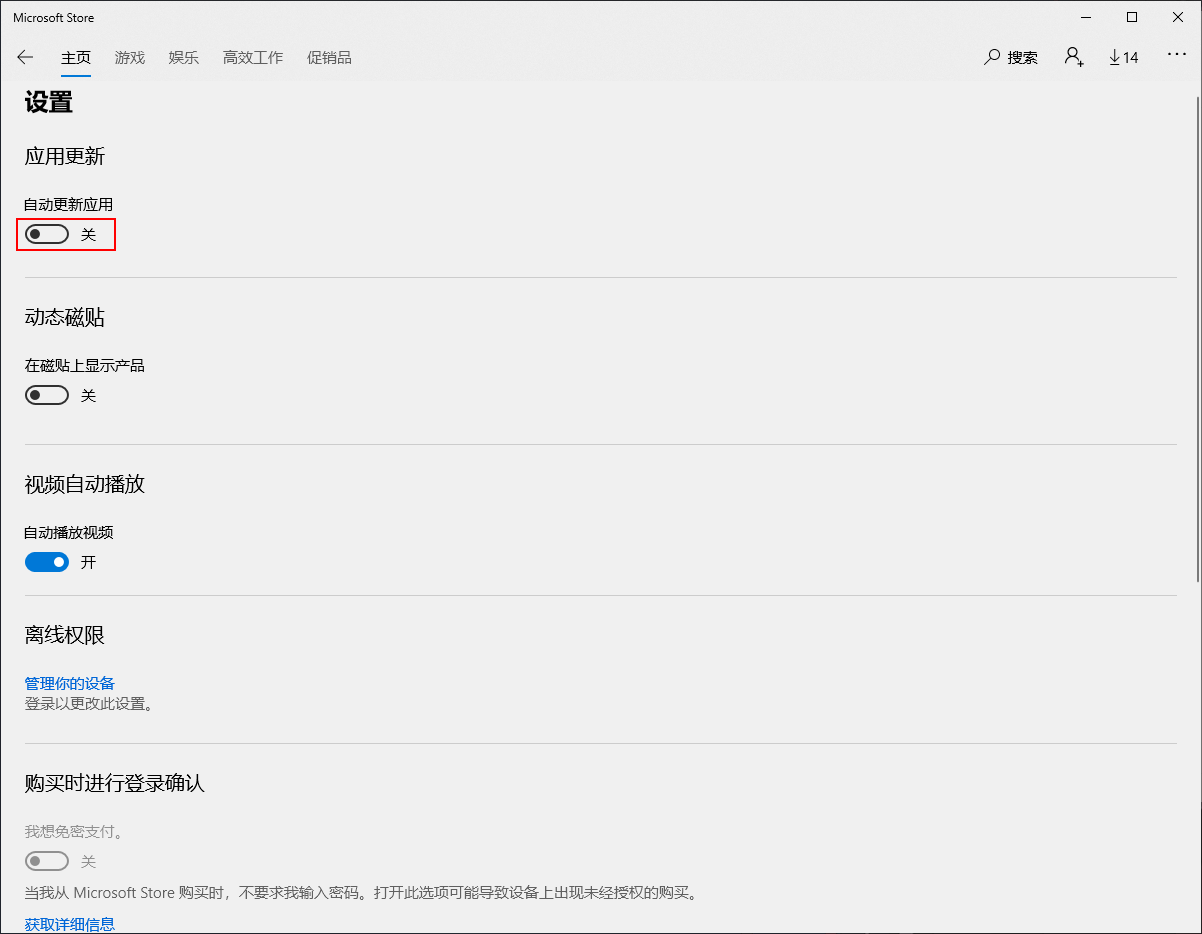 Microsoft Store
主页 游戏 娱乐 高效工作 促销品 搜索 14
设置
应用更新
自动更新应用
关
动态磁贴
在磁贴上显示产品
关
视频自动播放
自动播放视频
开
离线权限
管理你的设备
登录以更改此设置。
购买时进行登录确认
我想免密支付。
关
当我从 Microsoft Store 购买时，不要求我输入密码。打开此选项可能导致设备上出现未经授权的购买。
获取详细信息